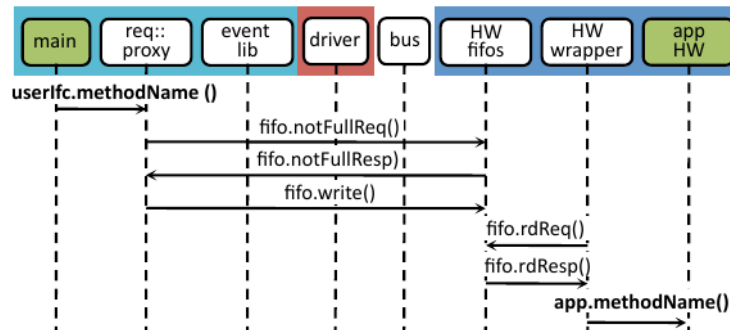 main
req::
proxy
event
lib
driver
bus
HW
fifos
HW
wrapper
app
HW
userIfc.methodName ()
fifo.notFullReq()
fifo.notFullResp)
fifo.write()
fifo.rdReq()
fifo.rdResp()
app.methodName()